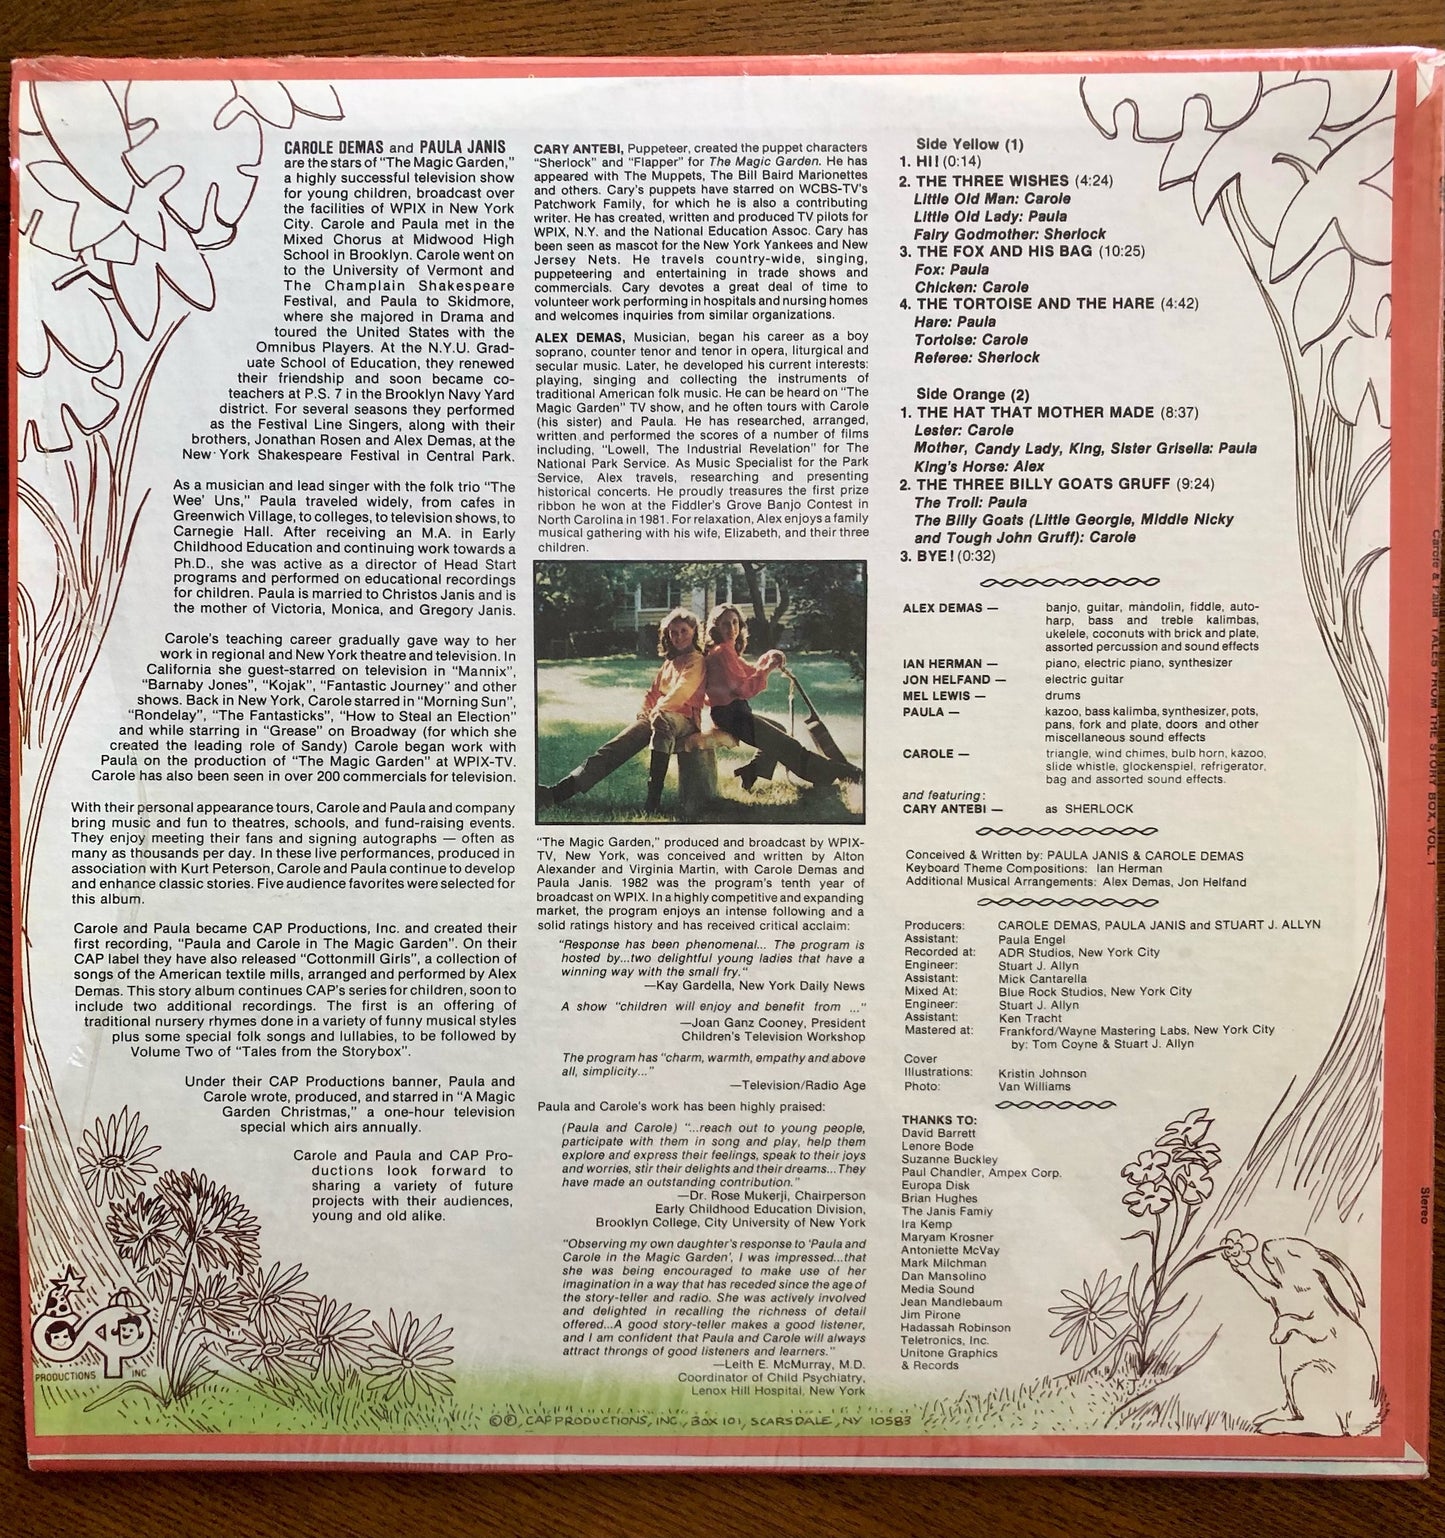 CAROLE DEMAS and PAULA JANIS
are the stars of "The Magic Garden,"
a highly successful television show
for young children, broadcast over
the facilities of WPIX in New York
City. Carole and Paula met in the
Mixed Chorus at Midwood High
School in Brooklyn. Carole went on
to the University of Vermont and
The Champlain Shakespeare
Festival, and Paula to Skidmore,
where she majored in Drama and
toured the United States with the
Omnibus Players. At the N.Y.U. Grad-
uate School of Education, they renewed
their friendship and soon became co-
teachers at P.S. 7 in the Brooklyn Navy Yard
district. For several seasons they performed
as the Festival Line Singers, along with their
brothers, Jonathan Rosen and Alex Demas, at the
New York Shakespeare Festival in Central Park.
As a musician and lead singer with the folk trio "The
Wee' Uns," Paula traveled widely, from cafes in
Greenwich Village, to colleges, to television shows, to
Carnegie Hall. After receiving an M.A. in Early
Childhood Education and continuing work towards a
Ph.D., she was active as a director of Head Start
programs and performed on educational recordings
for children. Paula is married to Christos Janis and is
the mother of Victoria, Monica, and Gregory Janis.
Carole's teaching career gradually gave way to her
work in regional and New York theatre and television. In
California she guest-starred on television in "Mannix",
"Barnaby Jones", "Kojak", "Fantastic Journey" and other
shows. Back in New York, Carole starred in "Morning Sun",
"Rondelay", "The Fantasticks", "How to Steal an Election"
and while starring in "Grease" on Broadway (for which she
created the leading role of Sandy) Carole began work with
Paula on the production of "The Magic Garden" at WPIX-TV.
Carole has also been seen in over 200 commercials for television.
With their personal appearance tours, Carole and Paula and company
bring music and fun to theatres, schools, and fund-raising events.
They enjoy meeting their fans and signing autographs — often as
many as thousands per day. In these live performances, produced in
association with Kurt Peterson, Carole and Paula continue to develop
and enhance classic stories. Five audience favorites were selected for
this album.
Carole and Paula became CAP Productions, Inc. and created their
first recording, "Paula and Carole in The Magic Garden". On their
CAP label they have also released "Cottonmill Girls", a collection of
songs of the American textile mills, arranged and performed by Alex
Demas. This story album continues CAP's series for children, soon to
include two additional recordings. The first is an offering of
traditional nursery rhymes done in a variety of funny musical styles
plus some special folk songs and lullabies, to be followed by
Volume Two of "Tales from the Storybox".
Under their CAP Productions banner, Paula and
Carole wrote, produced, and starred in "A Magic
Garden Christmas," a one-hour television
special which airs annually.
Carole and Paula and CAP Pro-
ductions look forward to
sharing a variety of future
projects with their audiences,
young and old alike.
CAP
PRODUCTIONS INC
CARY ANTEBI, Puppeteer, created the puppet characters
"Sherlock" and "Flapper" for The Magic Garden. He has
appeared with The Muppets, The Bill Baird Marionettes
and others. Cary's puppets have starred on WCBS-TV's
Patchwork Family, for which he is also a contributing
writer. He has created, written and produced TV pilots for
WPIX, N.Y. and the National Education Assoc. Cary has
been seen as mascot for the New York Yankees and New
Jersey Nets. He travels country-wide, singing,
puppeteering and entertaining in trade shows and
commercials. Cary devotes a great deal of time to
volunteer work performing in hospitals and nursing homes
and welcomes inquiries from similar organizations.
ALEX DEMAS, Musician, began his career as a boy
soprano, counter tenor and tenor in opera, liturgical and
secular music. Later, he developed his current interests:
playing, singing and collecting the instruments of
traditional American folk music. He can be heard on "The
Magic Garden" TV show, and he often tours with Carole
(his sister) and Paula. He has researched, arranged,
written and performed the scores of a number of films
including, "Lowell, The Industrial Revelation" for The
National Park Service. As Music Specialist for the Park
Service, Alex travels, researching and presenting
historical concerts. He proudly treasures the first prize
ribbon he won at the Fiddler's Grove Banjo Contest in
North Carolina in 1981. For relaxation, Alex enjoys a family
musical gathering with his wife, Elizabeth, and their three
children.
"The Magic Garden," produced and broadcast by WPIX-
TV, New York, was conceived and written by Alton
Alexander and Virginia Martin, with Carole Demas and
Paula Janis. 1982 was the program's tenth year of
broadcast on WPIX. In a highly competitive and expanding
market, the program enjoys an intense following and a
solid ratings history and has received critical acclaim:
"Response has been phenomenal... The program is
hosted by...two delightful young ladies that have a
winning way with the small fry."
—Kay Gardella, New York Daily News
A show "children will enjoy and benefit from ..."
—Joan Ganz Cooney, President
Children's Television Workshop
The program has "charm, warmth, empathy and above
all, simplicity..."
—Television/Radio Age
Paula and Carole's work has been highly praised:
(Paula and Carole) "...reach out to young people,
participate with them in song and play, help them
explore and express their feelings, speak to their joys
and worries, stir their delights and their dreams...They
have made an outstanding contribution."
—Dr. Rose Mukerji, Chairperson
Early Childhood Education Division,
Brooklyn College, City University of New York
"Observing my own daughter's response to 'Paula and
Carole in the Magic Garden', I was impressed...that
she was being encouraged to make use of her
imagination in a way that has receded since the age of
the story-teller and radio. She was actively involved
and delighted in recalling the richness of detail
offered...A good story-teller makes a good listener,
and I am confident that Paula and Carole will always
attract throngs of good listeners and learners."
—Leith E. McMurray, M.D.
Coordinator of Child Psychiatry,
Lenox Hill Hospital, New York
Side Yellow (1)
1. HI! (0:14)
2. THE THREE WISHES (4:24)
Little Old Man: Carole
Little Old Lady: Paula
Fairy Godmother: Sherlock
3. THE FOX AND HIS BAG (10:25)
Fox: Paula
Chicken: Carole
4. THE TORTOISE AND THE HARE (4:42)
Hare: Paula
Tortoise: Carole
Referee: Sherlock
Side Orange (2)
1. THE HAT THAT MOTHER MADE (8:37)
Lester: Carole
Mother, Candy Lady, King, Sister Grisella: Paula
King's Horse: Alex
2. THE THREE BILLY GOATS GRUFF (9:24)
The Troll: Paula
The Billy Goats (Little Georgie, Middle Nicky
and Tough John Gruff): Carole
3. BYE! (0:32)
ALEX DEMAS — banjo, guitar, mandolin, fiddle, auto-
harp, bass and treble kalimbas,
ukelele, coconuts with brick and plate,
assorted percussion and sound effects
IAN HERMAN — piano, electric piano, synthesizer
JON HELFAND — electric guitar
MEL LEWIS — drums
PAULA — kazoo, bass kalimba, synthesizer, pots,
pans, fork and plate, doors and other
miscellaneous sound effects
CAROLE — triangle, wind chimes, bulb horn, kazoo,
slide whistle, glockenspiel, refrigerator,
bag and assorted sound effects.
and featuring:
CARY ANTEBI — as SHERLOCK
Conceived & Written by: PAULA JANIS & CAROLE DEMAS
Keyboard Theme Compositions: Ian Herman
Additional Musical Arrangements: Alex Demas, Jon Helfand
Producers: CAROLE DEMAS, PAULA JANIS and STUART J. ALLYN
Assistant: Paula Engel
Recorded at: ADR Studios, New York City
Engineer: Stuart J. Allyn
Assistant: Mick Cantarella
Mixed At: Blue Rock Studios, New York City
Engineer: Stuart J. Allyn
Assistant: Ken Tracht
Mastered at: Frankford/Wayne Mastering Labs, New York City
by: Tom Coyne & Stuart J. Allyn
Cover
Illustrations: Kristin Johnson
Photo: Van Williams
THANKS TO:
David Barrett
Lenore Bode
Suzanne Buckley
Paul Chandler, Ampex Corp.
Europa Disk
Brian Hughes
The Janis Famiy
Ira Kemp
Maryam Krosner
Antoniette McVay
Mark Milchman
Dan Mansolino
Media Sound
Jean Mandlebaum
Jim Pirone
Hadassah Robinson
Teletronics, Inc.
Unitone Graphics
& Records
KJ
©℗, CAP PRODUCTIONS, INC., BOX 101, SCARSDALE, NY 10583
Carole & Paula TALES FROM THE STORY BOX, VOL. 1
Stereo